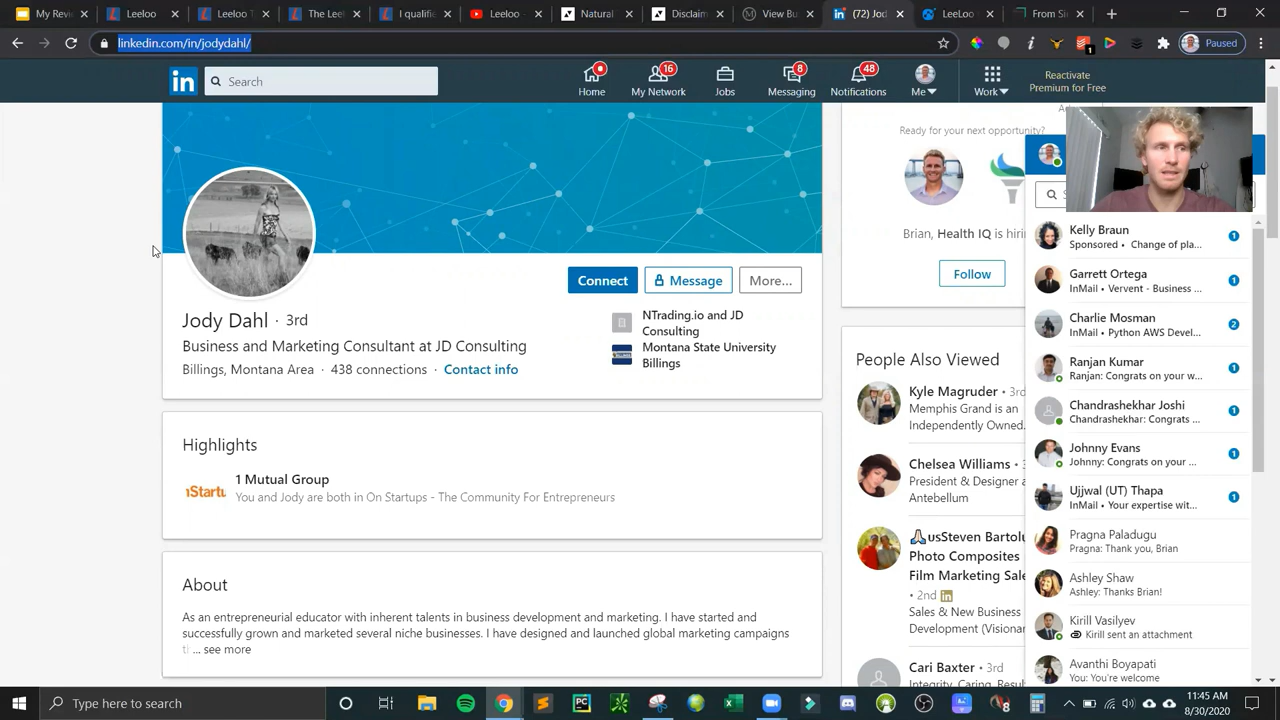 My Rev
Leeloo
Leeloo T
The Leel
I qualifie
Leeloo -
Natural
Disclaim
View Bu
(72) Jod
LeeLoo
From Si
linkedin.com/in/jodydahl/
1
Paused
in
Search
16
8
48
Home
My Network
Jobs
Messaging
Notifications
Me
Work
Reactivate
Premium for Free
Ready for your next opportunity?
Brian, Health IQ is hiri
Follow
Connect
Message
More...
Jody Dahl · 3rd
Business and Marketing Consultant at JD Consulting
Billings, Montana Area · 438 connections · Contact info
NTrading.io and JD
Consulting
Montana State University
Billings
Highlights
1 Mutual Group
You and Jody are both in On Startups - The Community For Entrepreneurs
About
As an entrepreneurial educator with inherent talents in business development and marketing. I have started and
successfully grown and marketed several niche businesses. I have designed and launched global marketing campaigns
... see more
People Also Viewed
Kyle Magruder • 3rd
Memphis Grand is an
Independently Owned.
Chelsea Williams •
President & Designer a
Antebellum
usSteven Bartolu
Photo Composites
Film Marketing Sale
• 2nd in
Sales & New Business
Development (Visionar
Cari Baxter • 3rd
Integrity, Caring, Resul
Kelly Braun
Sponsored • Change of pla...
1
Garrett Ortega
InMail • Vervent - Business ...
1
Charlie Mosman
InMail • Python AWS Devel...
2
Ranjan Kumar
Ranjan: Congrats on your w...
1
Chandrashekhar Joshi
Chandrashekhar: Congrats ...
1
Johnny Evans
Johnny: Congrats on your ...
1
Ujjwal (UT) Thapa
InMail • Your expertise wit...
1
Pragna Paladugu
Pragna: Thank you, Brian
Ashley Shaw
Ashley: Thanks Brian!
Kirill Vasilyev
Kirill sent an attachment
Avanthi Boyapati
You: You're welcome
Type here to search
11:45 AM
8/30/2020